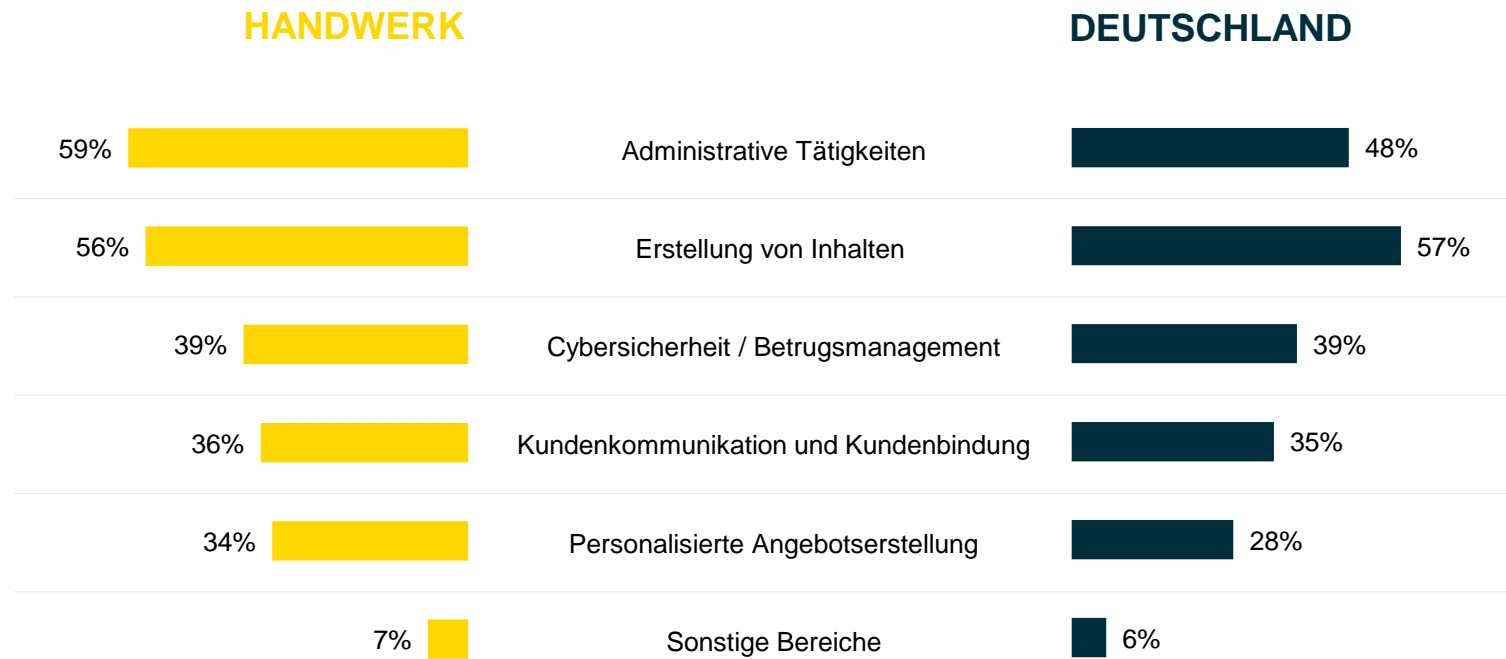 HANDWERK DEUTSCHLAND
59% Administrative Tätigkeiten 48%
56% Erstellung von Inhalten 57%
39% Cybersicherheit / Betrugsmanagement 39%
36% Kundenkommunikation und Kundenbindung 35%
34% Personalisierte Angebotserstellung 28%
7% Sonstige Bereiche 6%